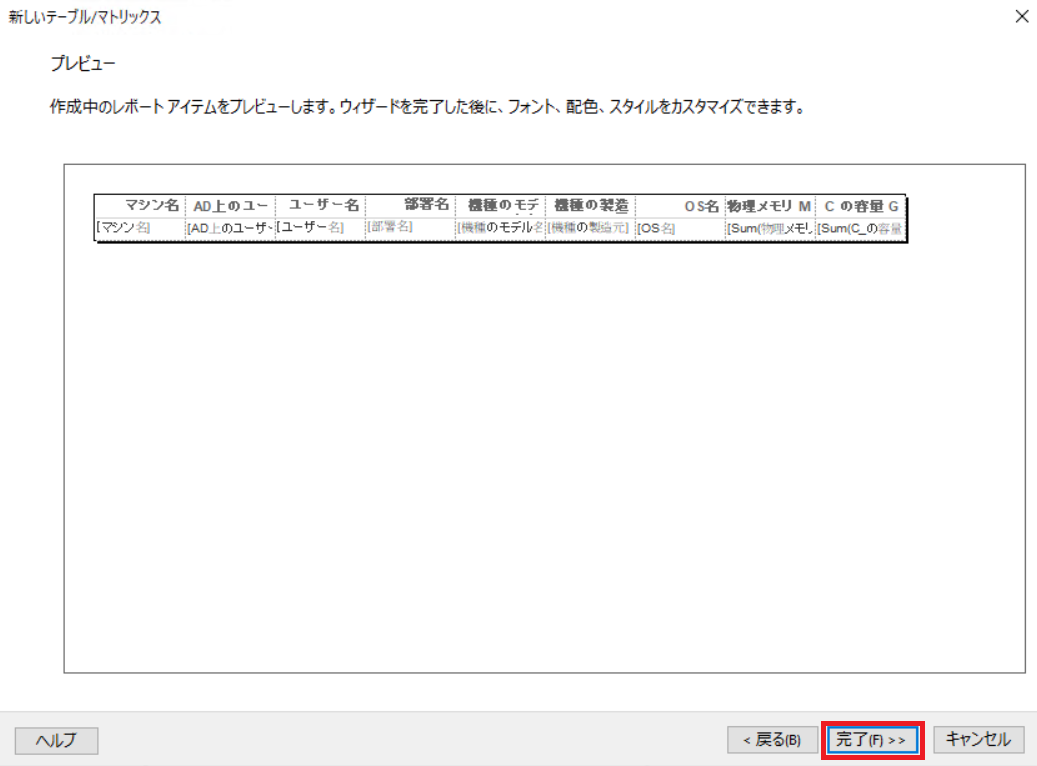 新しいテーブル/マトリックス
プレビュー
作成中のレポート アイテムをプレビューします。ウィザードを完了した後に、フォント、配色、スタイルをカスタマイズできます。
マシン名 AD上のユー ユーザー名 部署名 機種のモデ 機種の製造 OS名 物理メモリ M C の容量 G
[マシン名] [AD上のユーザ [ユーザー名] [部署名] [機種のモデル名 [機種の製造元] [OS名] [Sum(物理メモリ [Sum(C_の容量
ヘルプ < 戻る(B) 完了(F) >> キャンセル